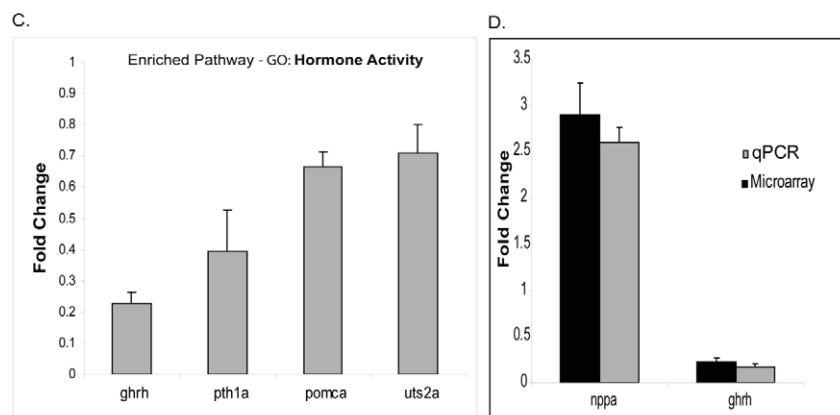 C.
Enriched Pathway - GO: Hormone Activity
Fold Change
1
0.9
0.8
0.7
0.6
0.5
0.4
0.3
0.2
0.1
0
ghrh pth1a pomca uts2a
D.
Fold Change
3.5
3
2.5
2
1.5
1
0.5
0
qPCR
Microarray
nppa ghrh